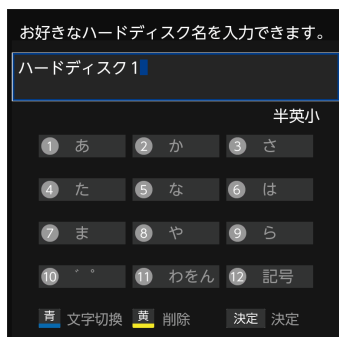 お好きなハードディスク名を入力できます。
ハードディスク1
半英小
1 あ 2 か 3 さ
4 た 5 な 6 は
7 ま 8 や 9 ら
10 ゛゜ 11 わをん 12 記号
青 文字切換 黄 削除 決定 決定